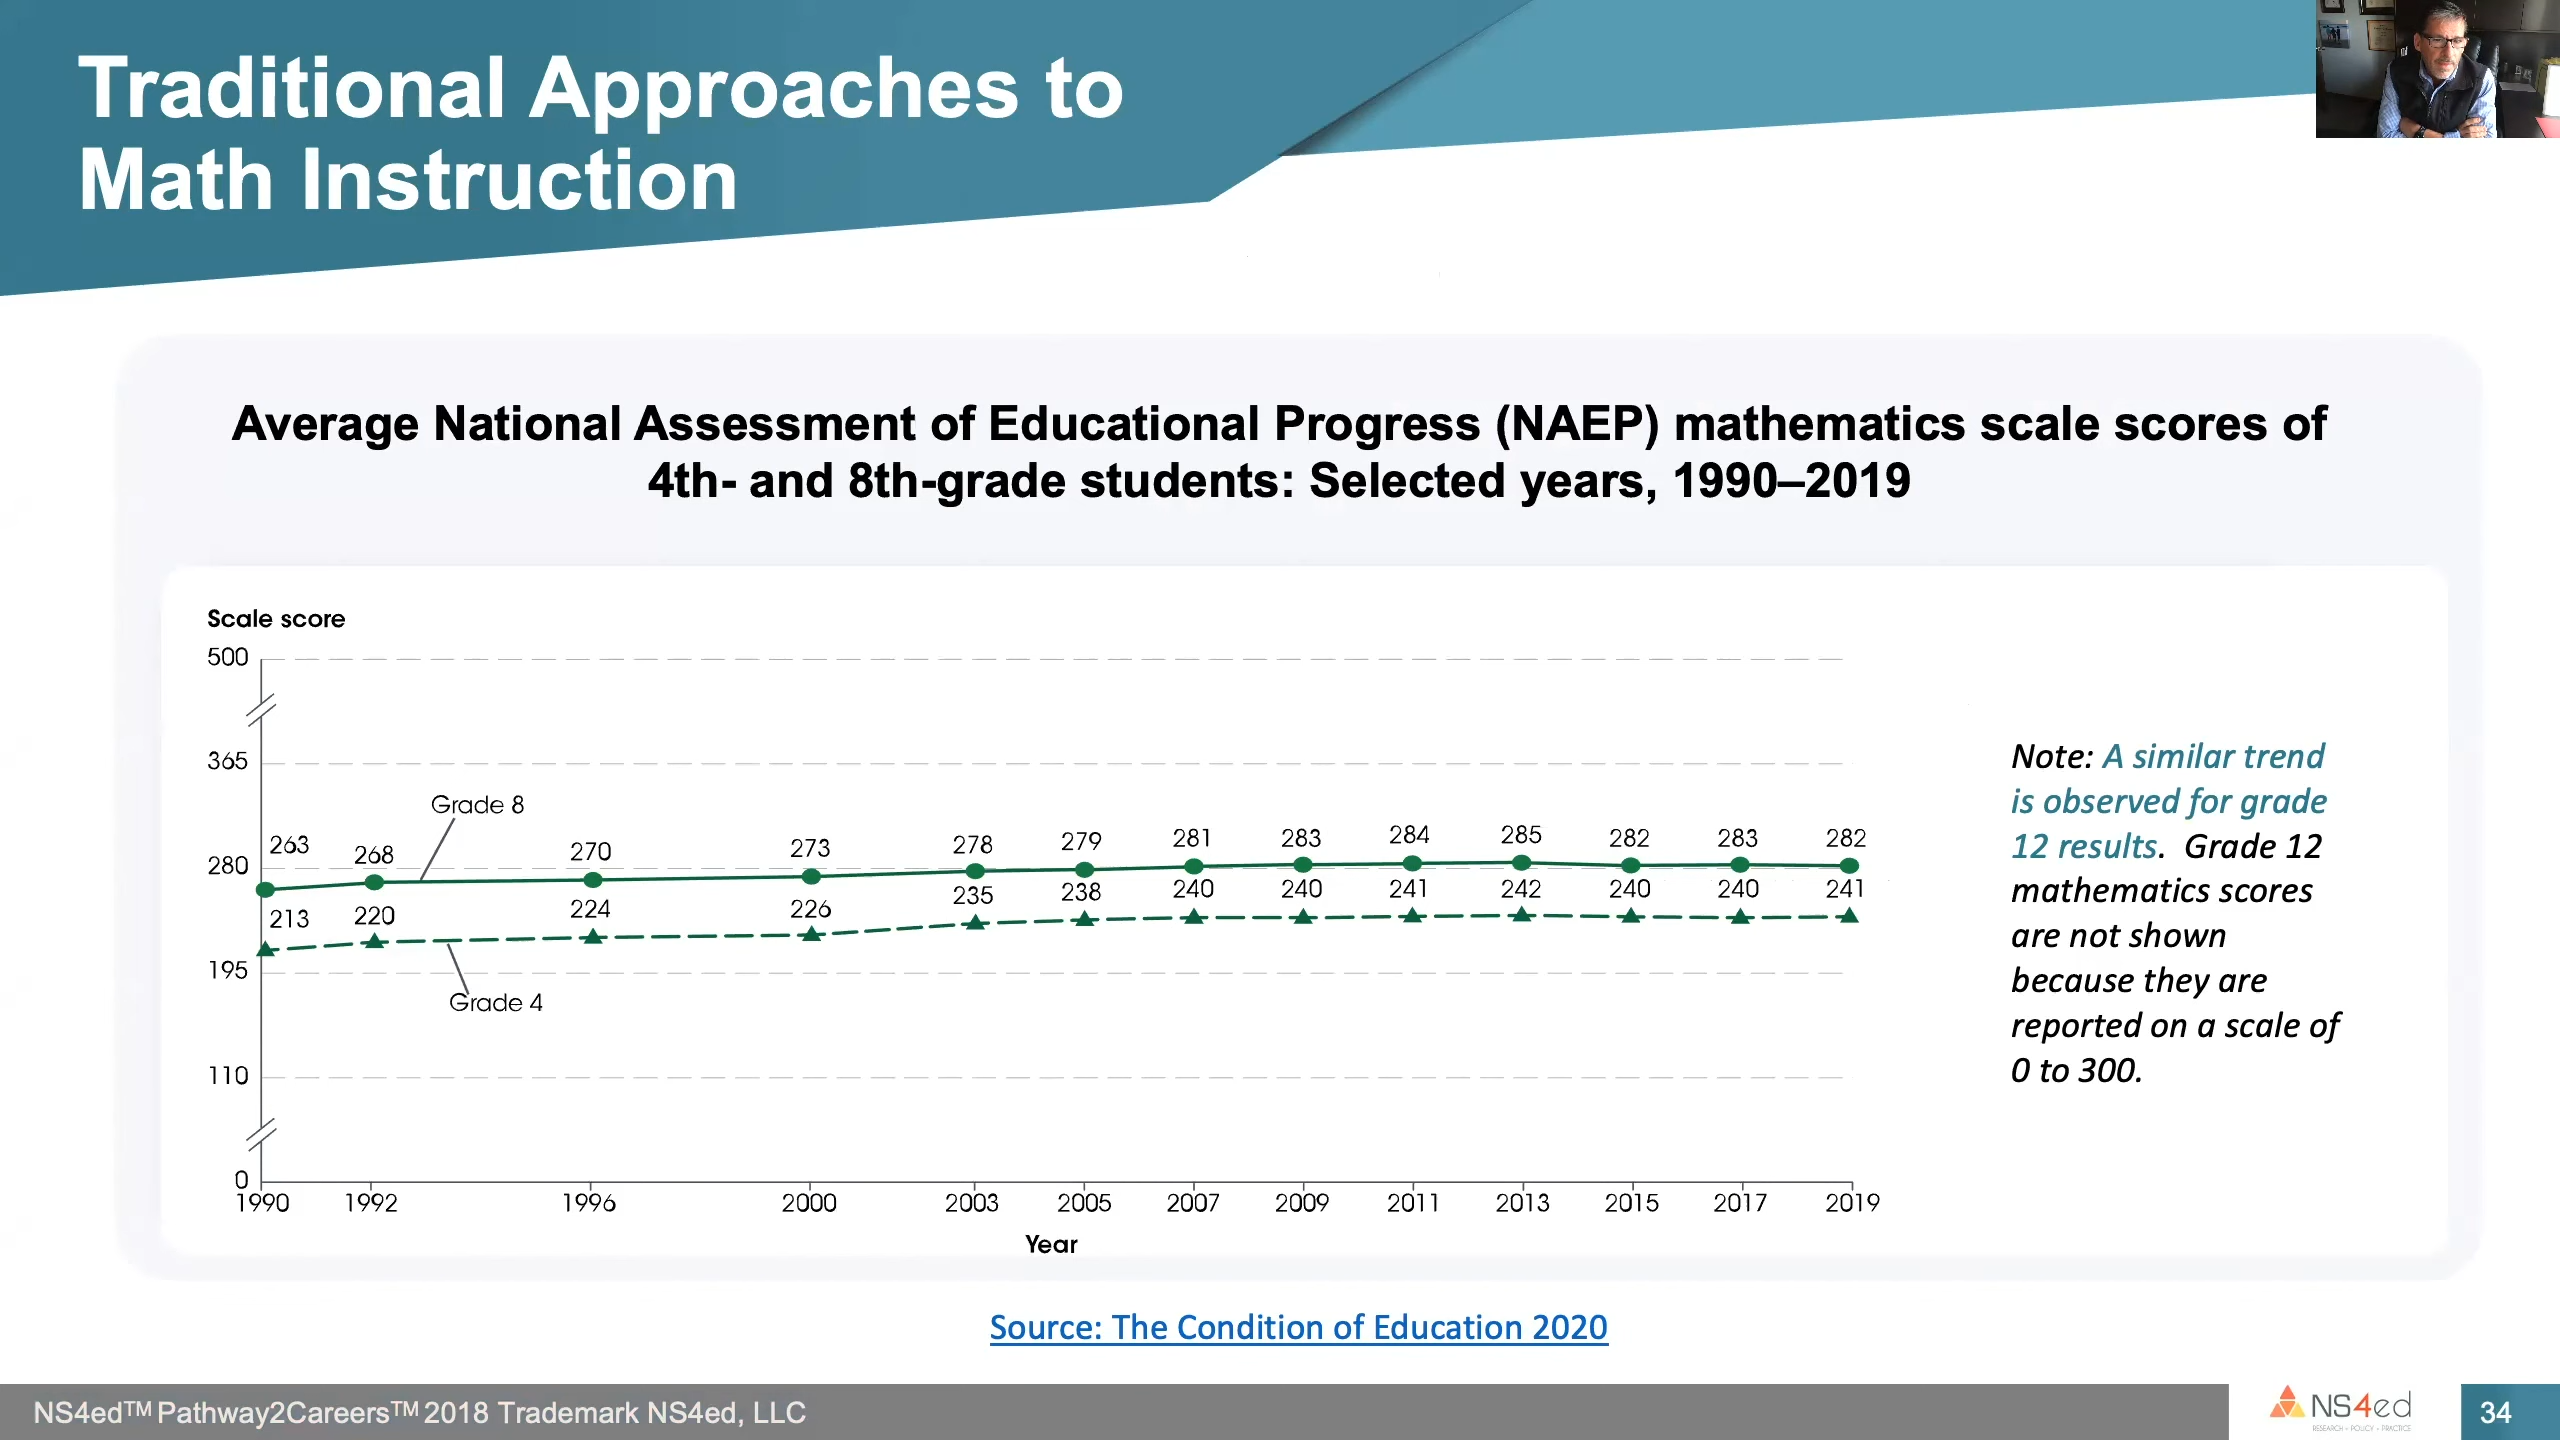 Traditional Approaches to
Math Instruction
Average National Assessment of Educational Progress (NAEP) mathematics scale scores of
4th- and 8th-grade students: Selected years, 1990–2019
Scale score
500
365
280
195
110
0
Grade 8
263 268 270 273 278 279 281 283 284 285 282 283 282
213 220 224 226 235 238 240 240 241 242 240 240 241
Grade 4
1990 1992 1996 2000 2003 2005 2007 2009 2011 2013 2015 2017 2019
Year
Note: A similar trend
is observed for grade
12 results. Grade 12
mathematics scores
are not shown
because they are
reported on a scale of
0 to 300.
Source: The Condition of Education 2020
NS4ed™ Pathway2Careers™ 2018 Trademark NS4ed, LLC
NS4ed
RESEARCH • POLICY • PRACTICE
34